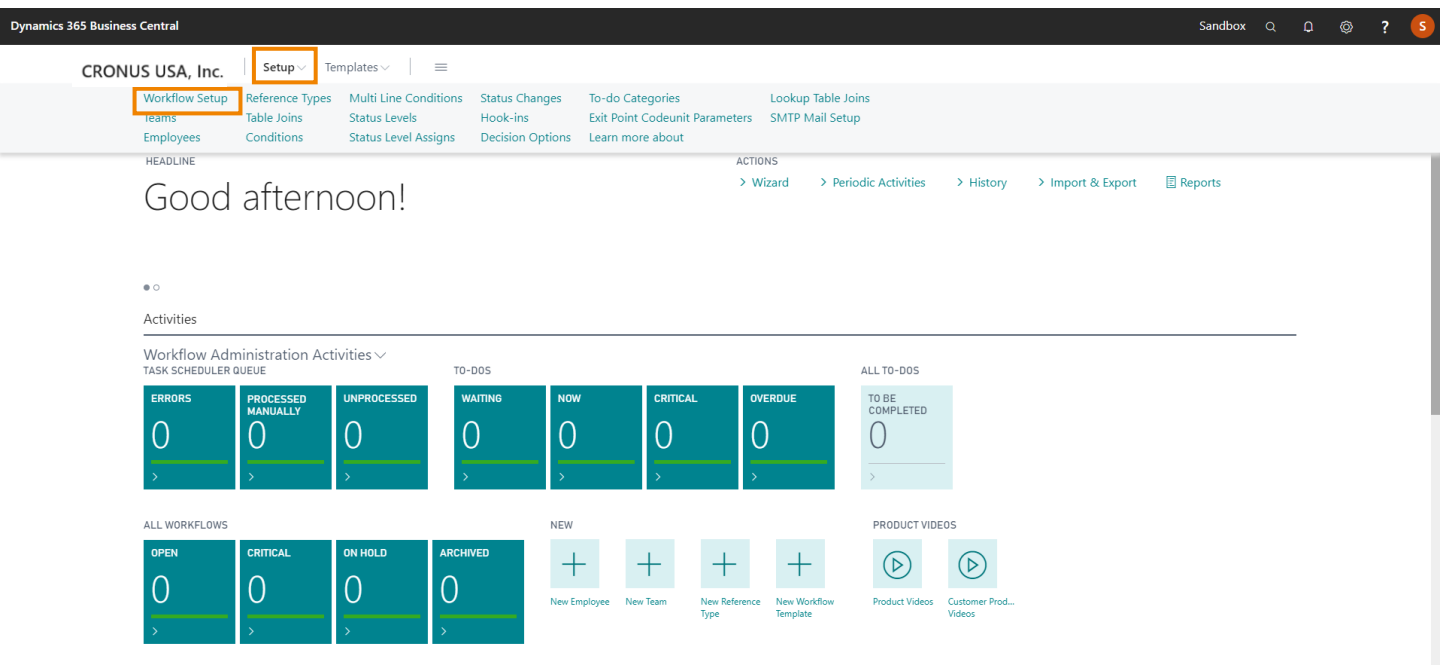 Dynamics 365 Business Central
Sandbox
?
S
CRONUS USA, Inc.
Setup
Templates
Workflow Setup Reference Types Multi Line Conditions Status Changes To-do Categories Lookup Table Joins
Teams Table Joins Status Levels Hook-ins Exit Point Codeunit Parameters SMTP Mail Setup
Employees Conditions Status Level Assigns Decision Options Learn more about
HEADLINE
Good afternoon!
ACTIONS
> Wizard > Periodic Activities > History > Import & Export Reports
Activities
Workflow Administration Activities
TASK SCHEDULER QUEUE
ERRORS
0
PROCESSED
MANUALLY
0
UNPROCESSED
0
TO-DOS
WAITING
0
NOW
0
CRITICAL
0
OVERDUE
0
ALL TO-DOS
TO BE
COMPLETED
0
ALL WORKFLOWS
OPEN
0
CRITICAL
0
ON HOLD
0
ARCHIVED
0
NEW
New Employee
New Team
New Reference
Type
New Workflow
Template
PRODUCT VIDEOS
Product Videos
Customer Prod...
Videos